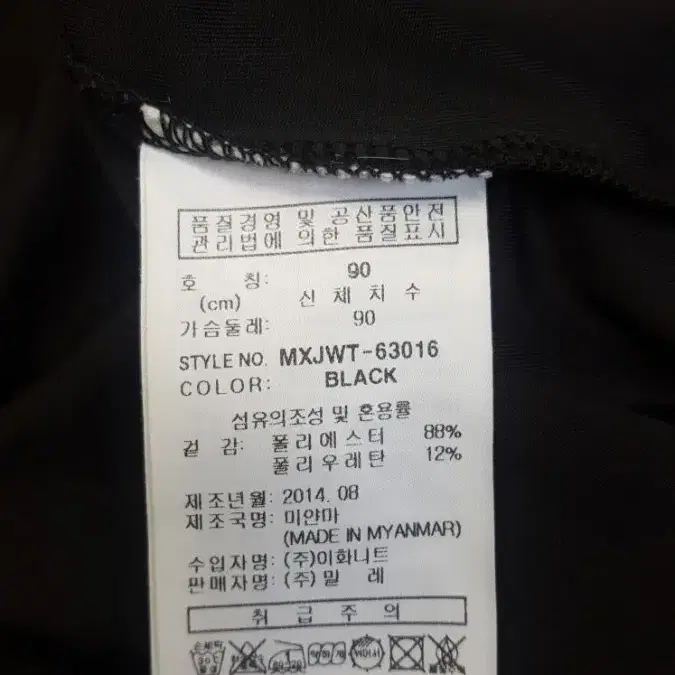 품질경영 및 공산품안전
관리법에 의한 품질표시
호 칭: 90
(cm) 신 체 치 수
가슴둘레: 90
STYLE NO. MXJWT-63016
COLOR: BLACK
섬유의조성 및 혼용률
겉 감: 폴리에스터 88%
폴리우레탄 12%
제조년월: 2014. 08
제조국명: 미얀마
(MADE IN MYANMAR)
수입자명: (주)이화니트
판매자명: (주) 밀 레
취 급 주 의
손세탁